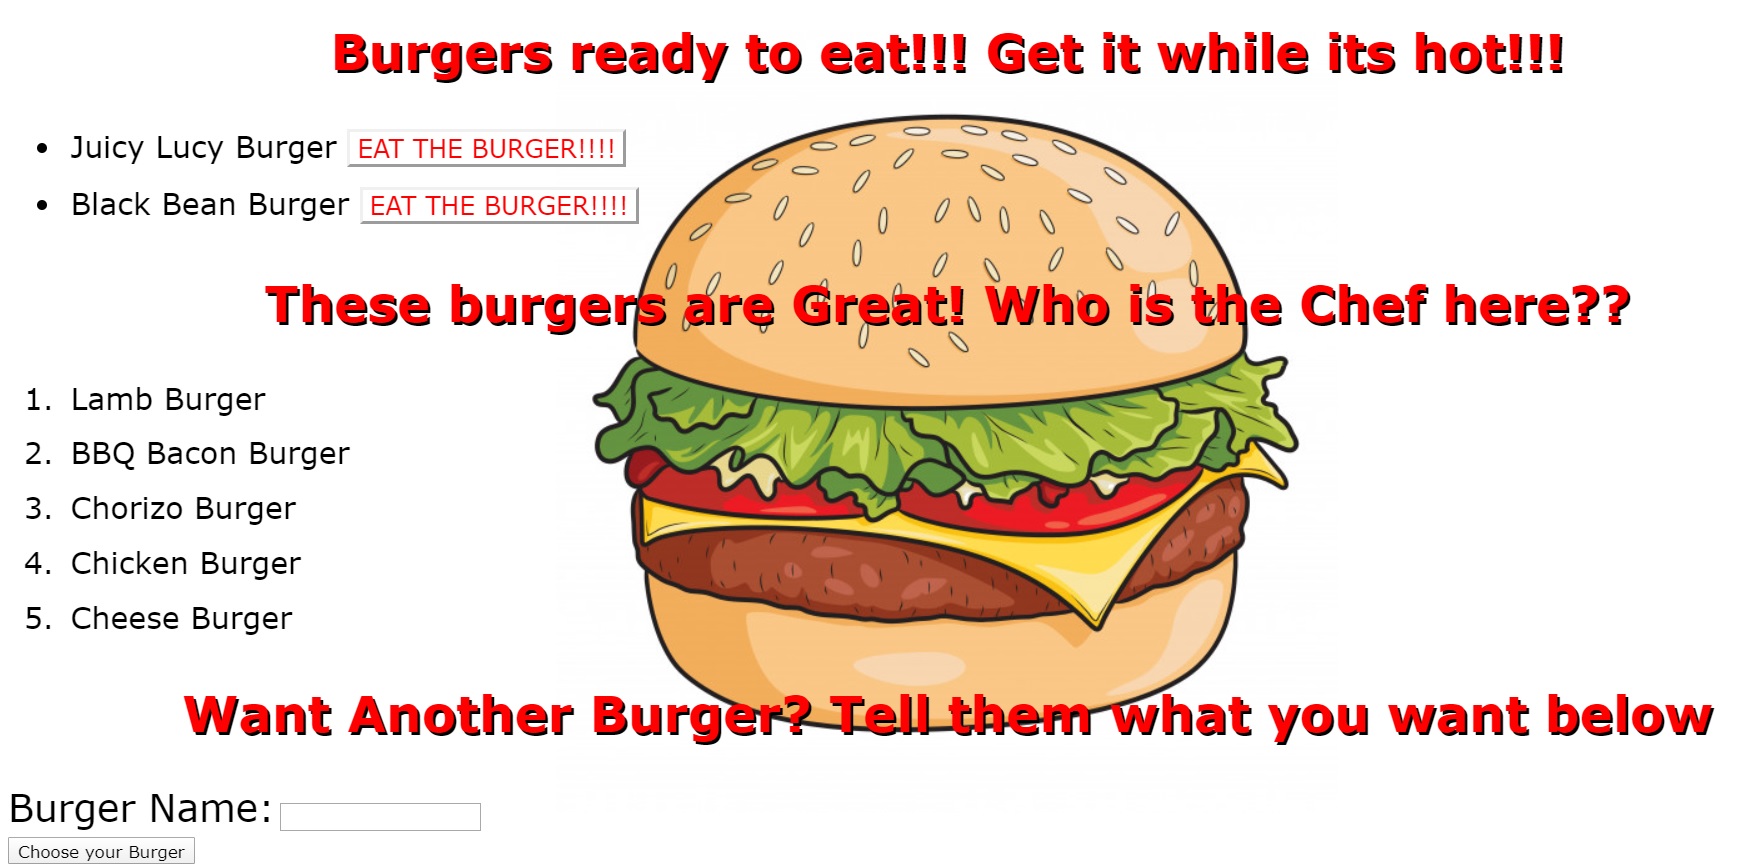 Burgers ready to eat!!! Get it while its hot!!!
• Juicy Lucy Burger EAT THE BURGER!!!!
• Black Bean Burger EAT THE BURGER!!!!
These burgers are Great! Who is the Chef here??
1. Lamb Burger
2. BBQ Bacon Burger
3. Chorizo Burger
4. Chicken Burger
5. Cheese Burger
Want Another Burger? Tell them what you want below
Burger Name:
Choose your Burger